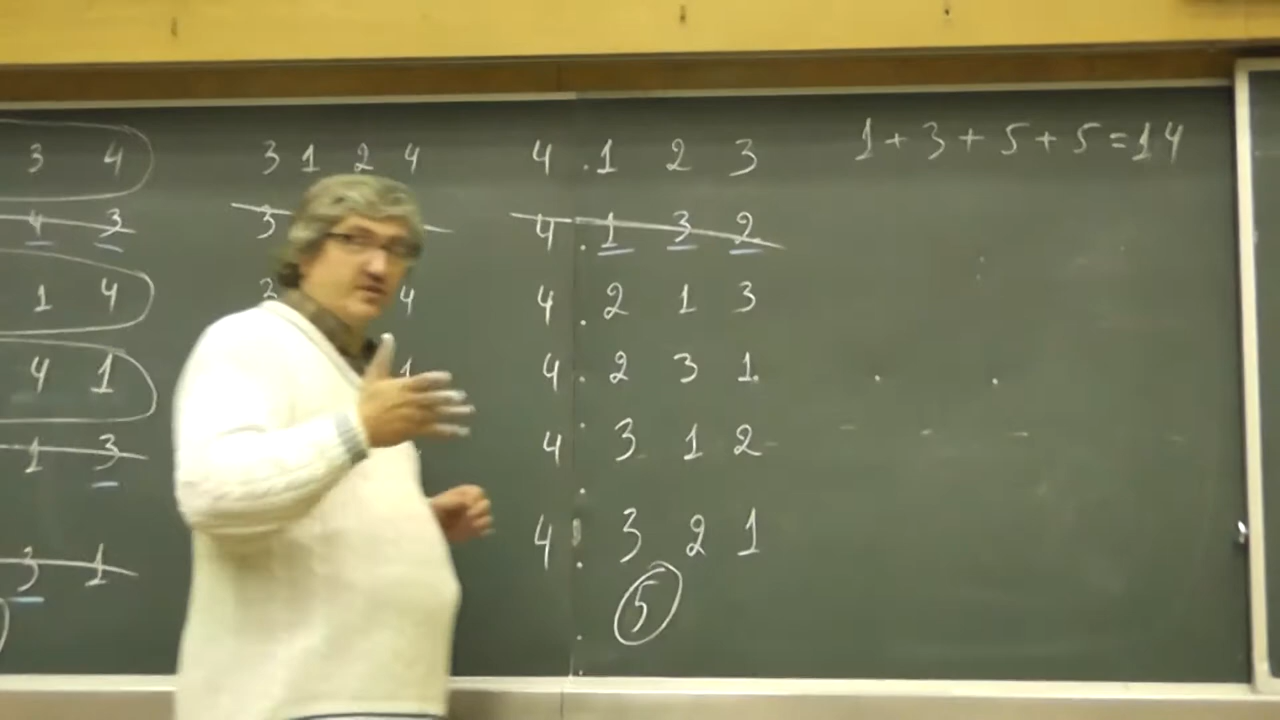 3 4 3 1 2 4 4 . 1 2 3 1 + 3 + 5 + 5 = 14
4 3 3 4 . 1 3 2
1 4 4 4 . 2 1 3
4 1 1 4 . 2 3 1
1 3 4 3 1 2
3 1 4 3 2 1
5